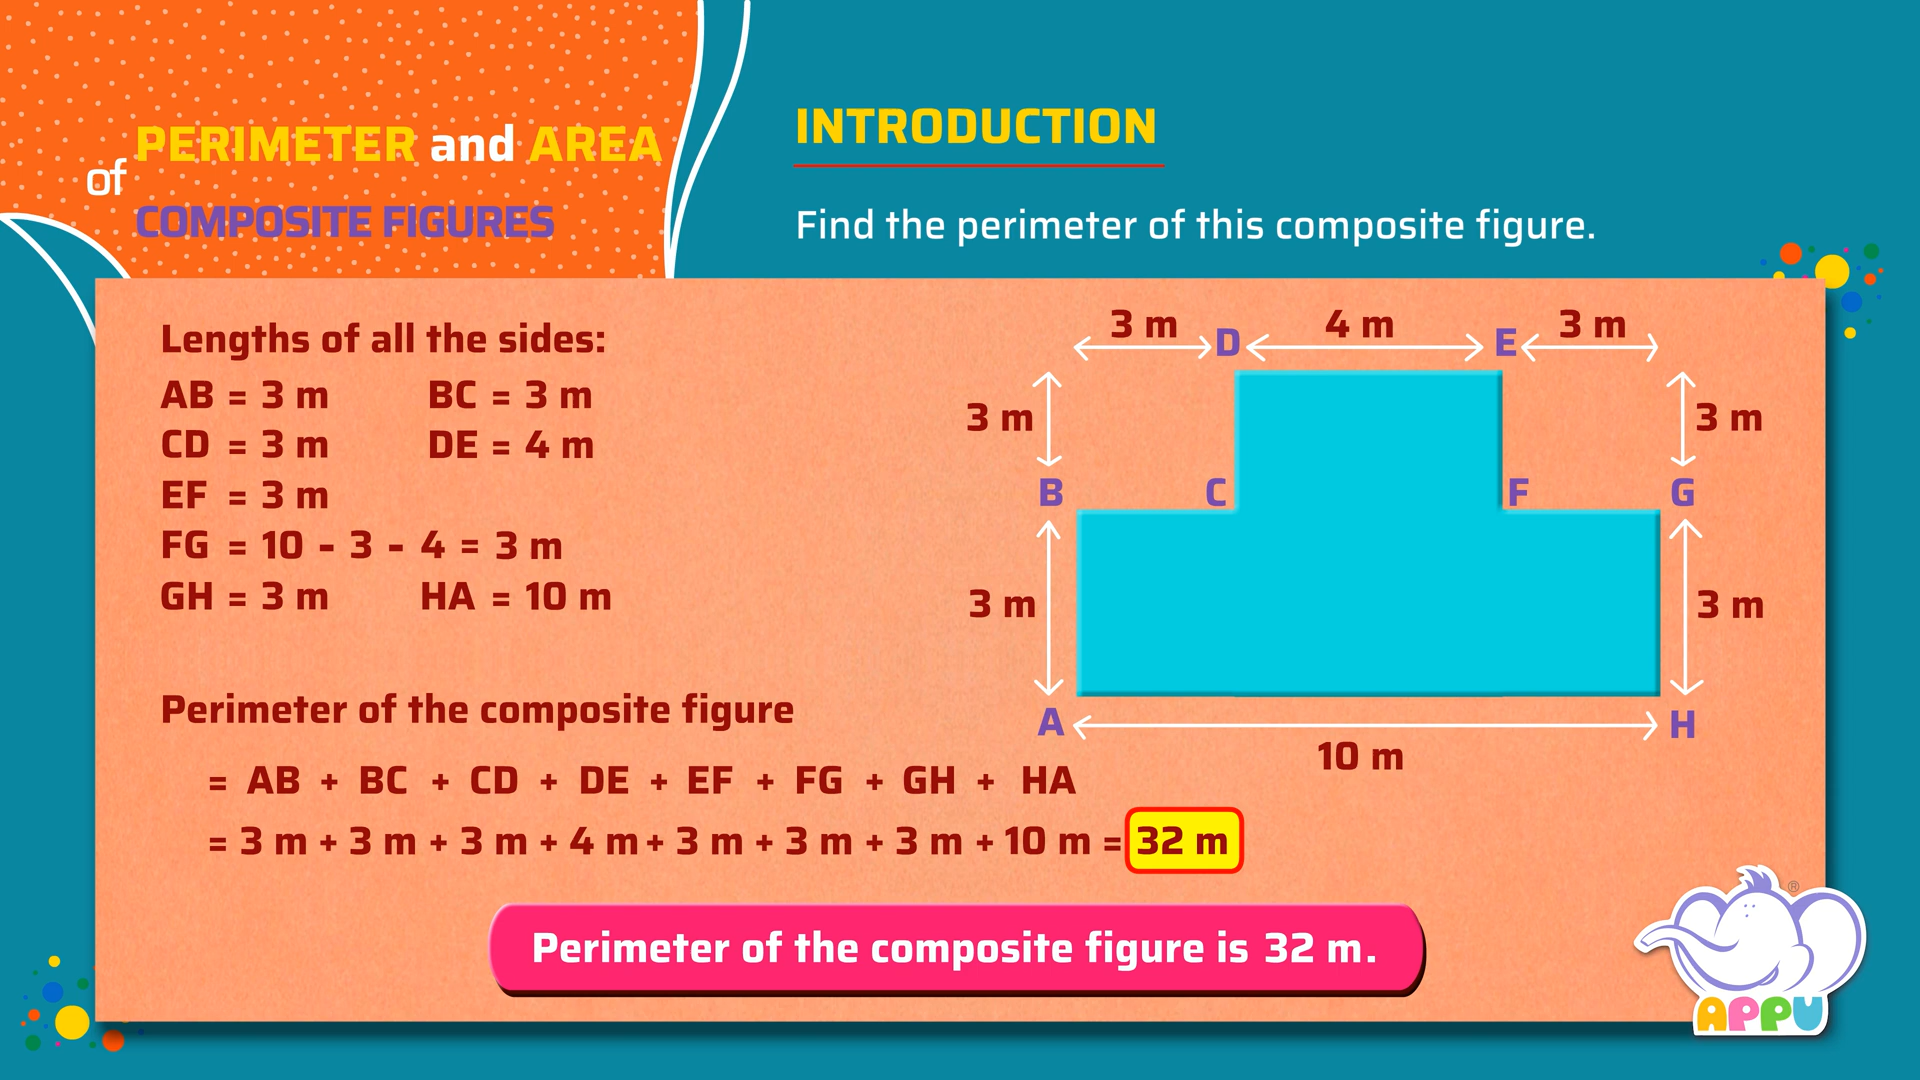 PERIMETER and AREA
of
COMPOSITE FIGURES
INTRODUCTION
Find the perimeter of this composite figure.
Lengths of all the sides:
AB = 3 m BC = 3 m
CD = 3 m DE = 4 m
EF = 3 m
FG = 10 - 3 - 4 = 3 m
GH = 3 m HA = 10 m
Perimeter of the composite figure
= AB + BC + CD + DE + EF + FG + GH + HA
= 3 m + 3 m + 3 m + 4 m + 3 m + 3 m + 3 m + 10 m = 32 m
3 m 4 m 3 m
D E
3 m 3 m
B C F G
3 m 3 m
A H
10 m
Perimeter of the composite figure is 32 m.
®
APPU